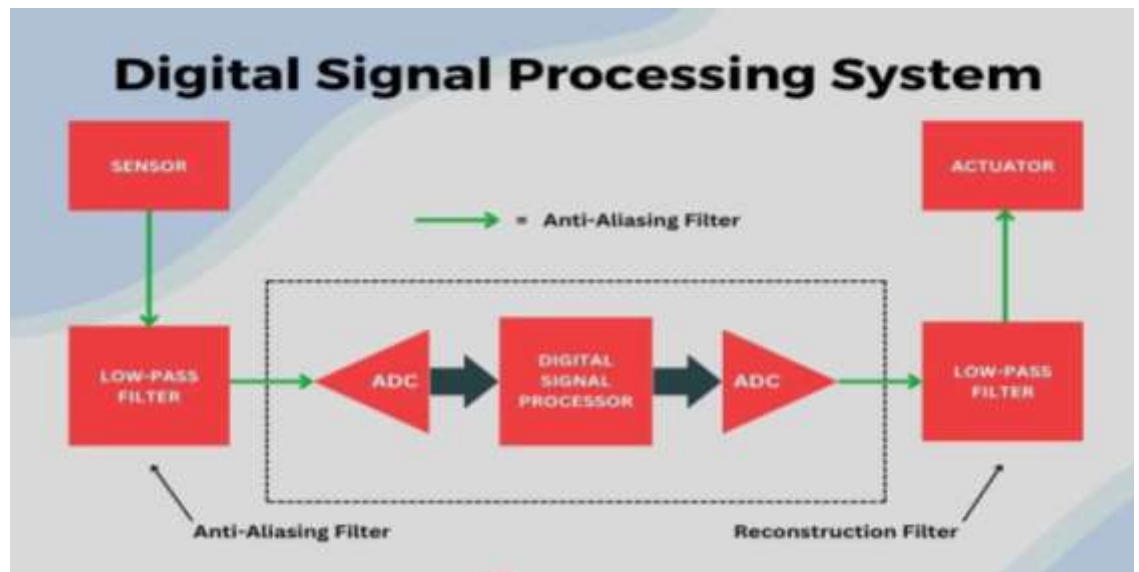 Digital Signal Processing System
SENSOR
ACTUATOR
= Anti-Aliasing Filter
LOW-PASS
FILTER
ADC
DIGITAL
SIGNAL
PROCESSOR
ADC
LOW-PASS
FILTER
Anti-Aliasing Filter
Reconstruction Filter